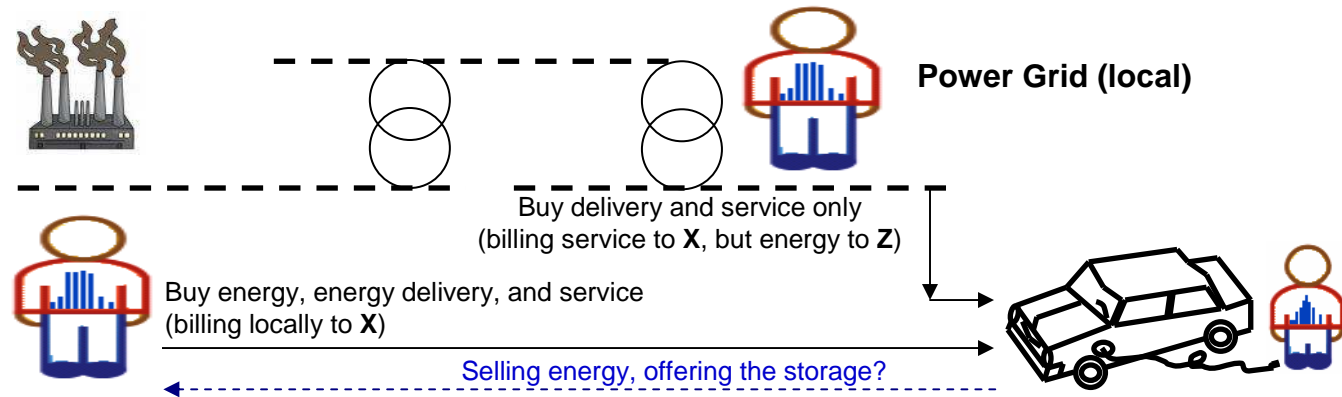 Power Grid (local)
Buy delivery and service only
(billing service to X, but energy to Z)
Buy energy, energy delivery, and service
(billing locally to X)
Selling energy, offering the storage?